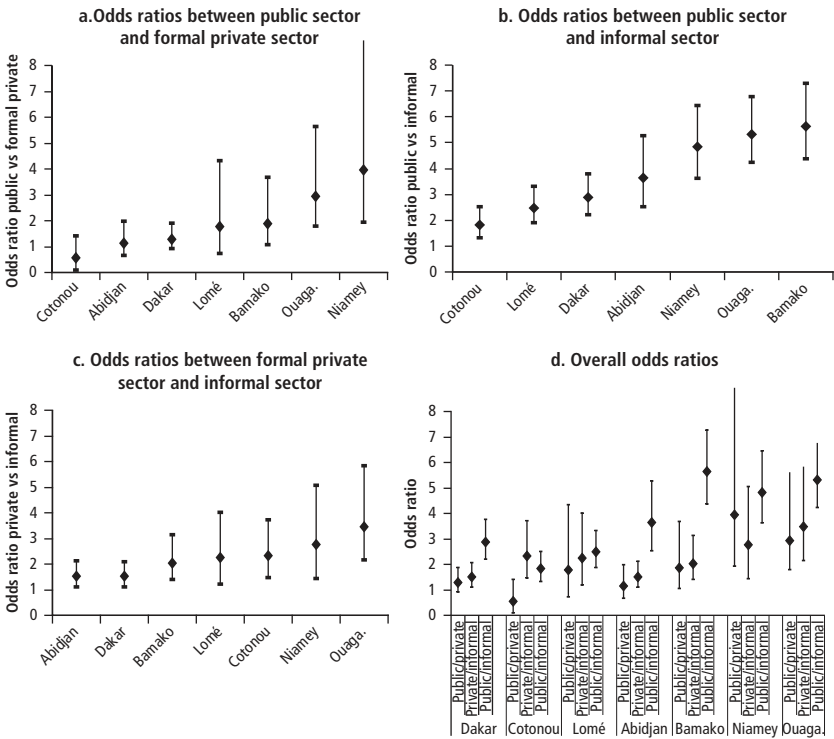 a.Odds ratios between public sector
and formal private sector
Odds ratio public vs formal private
8
7
6
5
4
3
2
1
0
Cotonou
Abidjan
Dakar
Lomé
Bamako
Ouaga.
Niamey
b. Odds ratios between public sector
and informal sector
Odds ratio public vs informal
8
7
6
5
4
3
2
1
0
Cotonou
Lomé
Dakar
Abidjan
Niamey
Ouaga.
Bamako
c. Odds ratios between formal private
sector and informal sector
Odds ratio private vs informal
8
7
6
5
4
3
2
1
0
Abidjan
Dakar
Bamako
Lomé
Cotonou
Niamey
Ouaga.
d. Overall odds ratios
Odds ratio
8
7
6
5
4
3
2
1
0
Public/private
Private/informal
Public/informal
Public/private
Private/informal
Public/informal
Public/private
Private/informal
Public/informal
Public/private
Private/informal
Public/informal
Public/private
Private/informal
Public/informal
Public/private
Private/informal
Public/informal
Public/private
Private/informal
Public/informal
Dakar
Cotonou
Lomé
Abidjan
Bamako
Niamey
Ouaga.